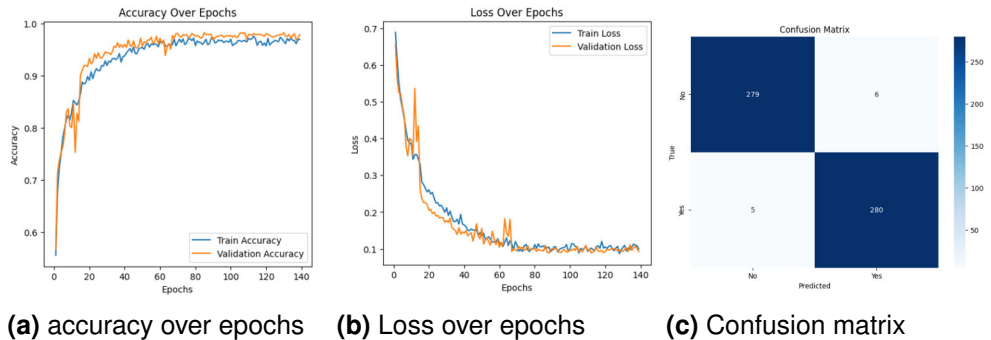 Accuracy Over Epochs
1.0
0.9
0.8
0.7
0.6
Accuracy
0 20 40 60 80 100 120 140
Epochs
Train Accuracy
Validation Accuracy
(a) accuracy over epochs
Loss Over Epochs
0.7
0.6
0.5
0.4
0.3
0.2
0.1
Loss
0 20 40 60 80 100 120 140
Epochs
Train Loss
Validation Loss
(b) Loss over epochs
Confusion Matrix
No
Yes
True
279 6
5 280
No Yes
Predicted
250
200
150
100
50
(c) Confusion matrix